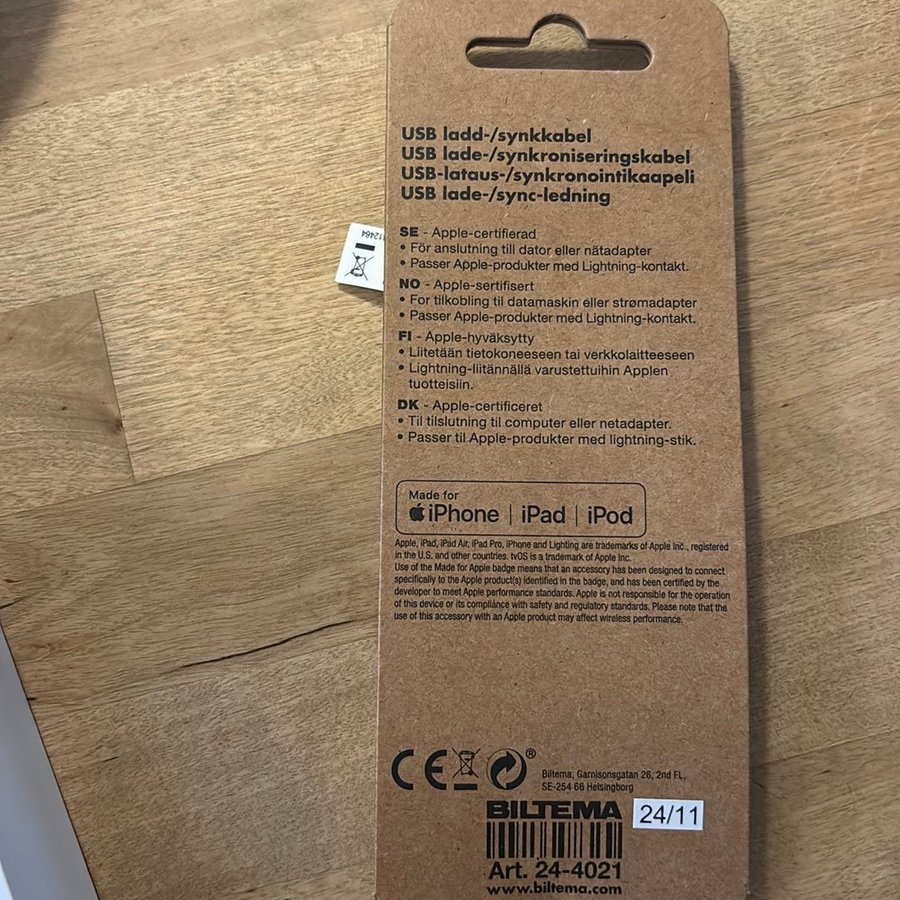 USB ladd-/synkkabel
USB lade-/synkroniseringskabel
USB-lataus-/synkronointikaapeli
USB lade-/sync-ledning
SE - Apple-certifierad
• För anslutning till dator eller nätadapter
• Passer Apple-produkter med Lightning-kontakt.
NO - Apple-sertifisert
• For tilkobling til datamaskin eller strømadapter
• Passer Apple-produkter med Lightning-kontakt.
FI - Apple-hyväksytty
• Liitetään tietokoneeseen tai verkkolaitteeseen
• Lightning-liitännällä varustettuihin Applen
tuotteisiin.
DK - Apple-certificeret
• Til tilslutning til computer eller netadapter.
• Passer til Apple-produkter med lightning-stik.
Made for
iPhone | iPad | iPod
Apple, iPad, iPad Air, iPad Pro, iPhone and Lighting are trademarks of Apple Inc., registered
in the U.S. and other countries. tvOS is a trademark of Apple Inc.
Use of the Made for Apple badge means that an accessory has been designed to connect
specifically to the Apple product(s) identified in the badge, and has been certified by the
developer to meet Apple performance standards. Apple is not responsible for the operation
of this device or its compliance with safety and regulatory standards. Please note that the
use of this accessory with an Apple product may affect wireless performance.
CE ®
Biltema, Garnisonsgatan 26, 2nd FL,
SE-254 66 Helsingborg
BILTEMA
24/11
Art. 24-4021
www.biltema.com